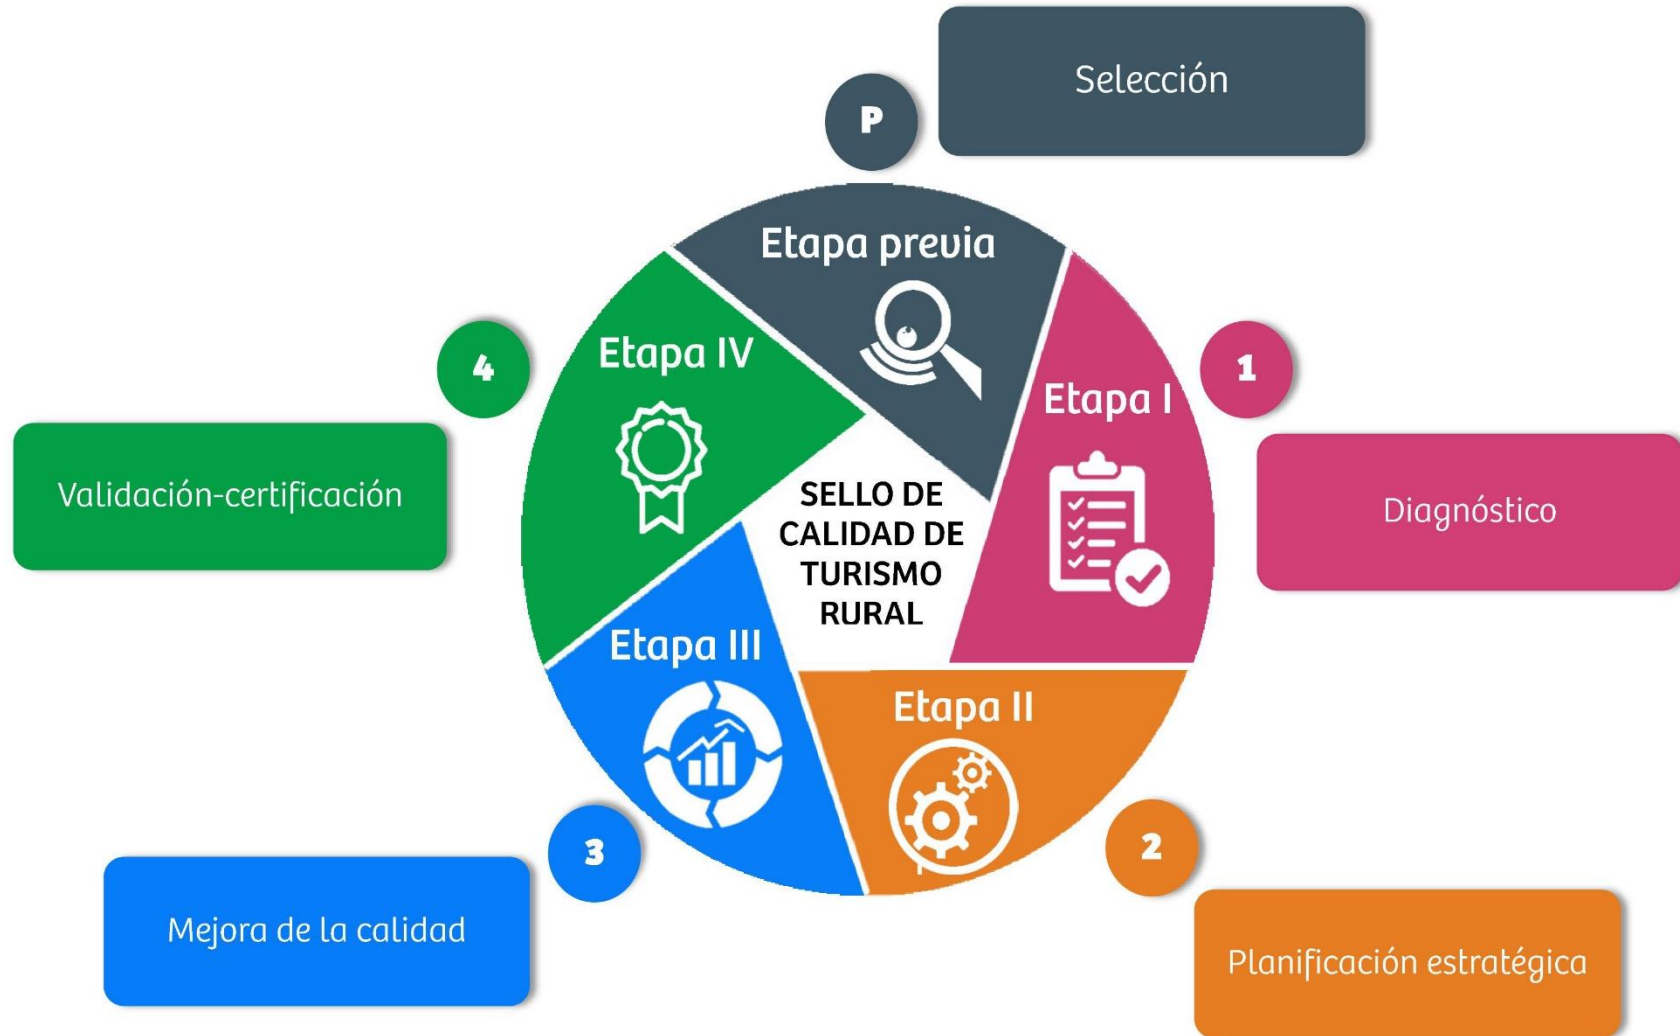 Selección
P
Etapa previa
1
Etapa I
Diagnóstico
2
Etapa II
Planificación estratégica
3
Etapa III
Mejora de la calidad
4
Etapa IV
Validación-certificación
SELLO DE
CALIDAD DE
TURISMO
RURAL